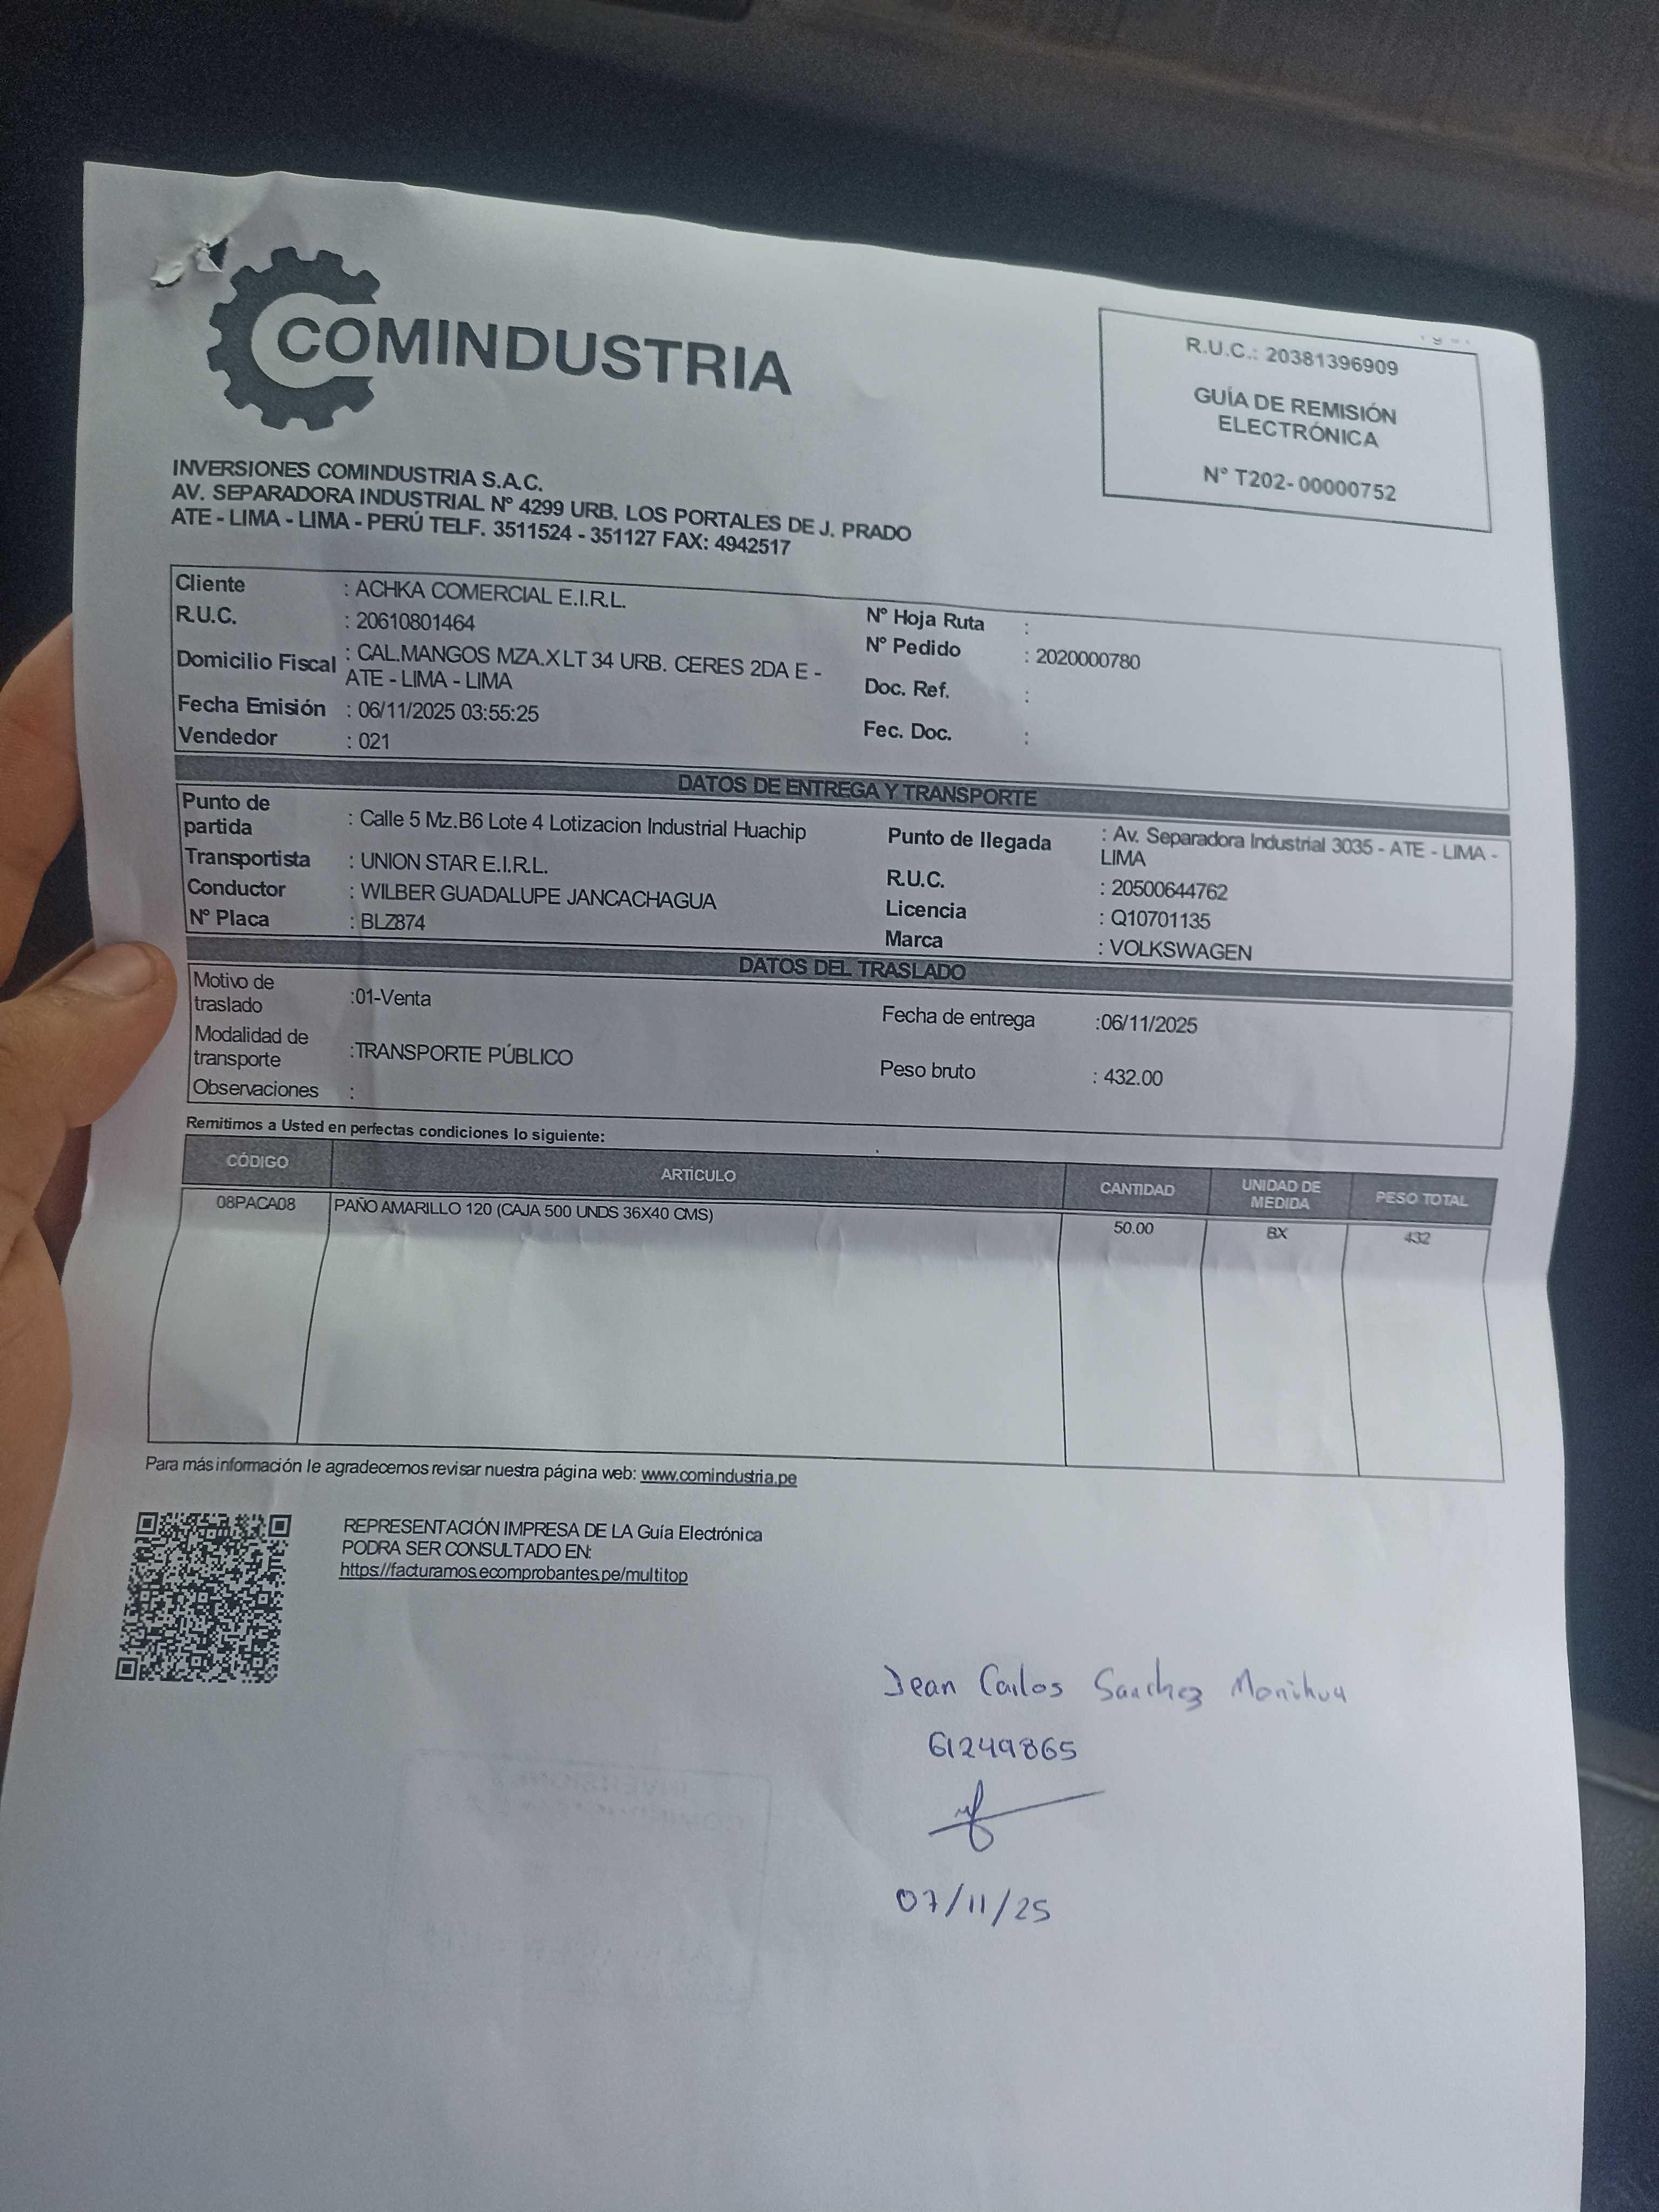 COMINDUSTRIA
R.U.C.: 20381396909
GUÍA DE REMISIÓN
ELECTRÓNICA
N° T202- 00000752
INVERSIONES COMINDUSTRIA S.A.C.
AV. SEPARADORA INDUSTRIAL N° 4299 URB. LOS PORTALES DE J. PRADO
ATE - LIMA - LIMA - PERÚ TELF. 3511524 - 351127 FAX: 4942517
Cliente : ACHKA COMERCIAL E.I.R.L.
R.U.C. : 20610801464
Domicilio Fiscal : CAL.MANGOS MZA.X LT 34 URB. CERES 2DA E -
ATE - LIMA - LIMA
Fecha Emisión : 06/11/2025 03:55:25
Vendedor : 021
N° Hoja Ruta :
N° Pedido : 2020000780
Doc. Ref. :
Fec. Doc. :
DATOS DE ENTREGA Y TRANSPORTE
Punto de
partida : Calle 5 Mz.B6 Lote 4 Lotizacion Industrial Huachip
Transportista : UNION STAR E.I.R.L.
Conductor : WILBER GUADALUPE JANCACHAGUA
N° Placa : BLZ874
Punto de llegada : Av. Separadora Industrial 3035 - ATE - LIMA -
LIMA
R.U.C. : 20500644762
Licencia : Q10701135
Marca : VOLKSWAGEN
DATOS DEL TRASLADO
Motivo de
traslado :01-Venta
Modalidad de
transporte :TRANSPORTE PÚBLICO
Observaciones :
Fecha de entrega :06/11/2025
Peso bruto : 432.00
Remitimos a Usted en perfectas condiciones lo siguiente:
CÓDIGO ARTÍCULO CANTIDAD UNIDAD DE MEDIDA PESO TOTAL
08PACA08 PAÑO AMARILLO 120 (CAJA 500 UNDS 36X40 CMS) 50.00 BX 432
Para más información le agradecemos revisar nuestra página web: www.comindustria.pe
REPRESENTACIÓN IMPRESA DE LA Guía Electrónica
PODRA SER CONSULTADO EN:
https://facturamos.ecomprobantes.pe/multitop
Jean Carlos Sanchez
61249865
07/11/25